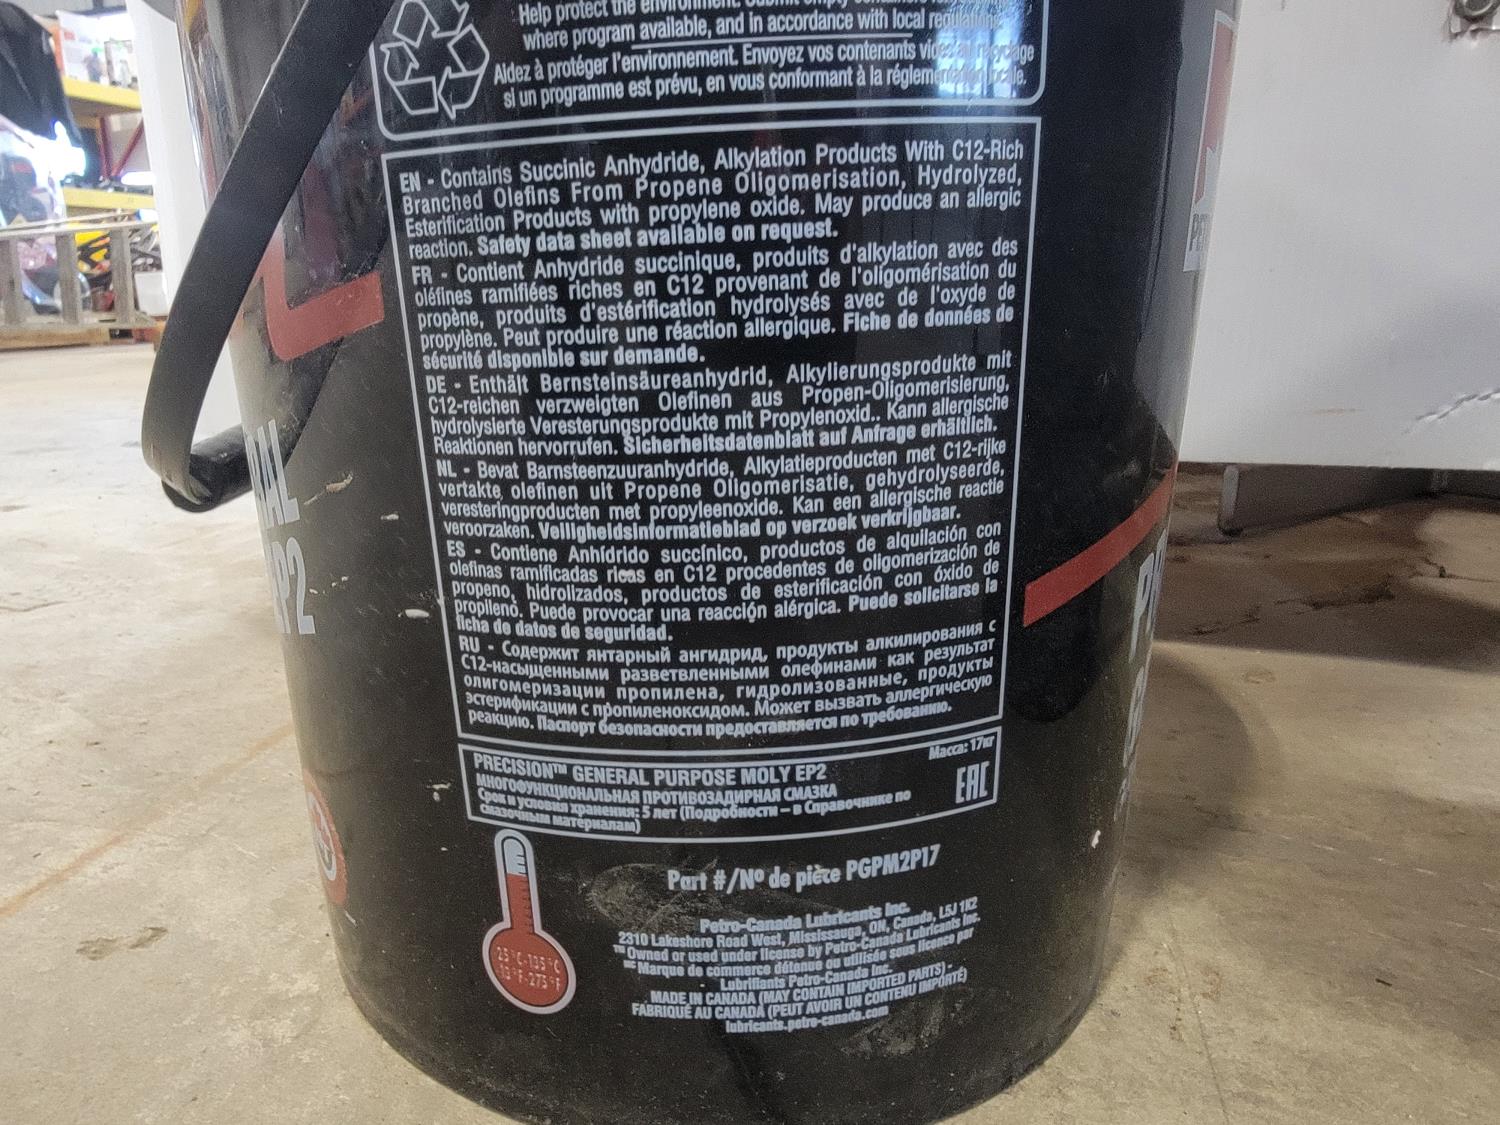 Help protect the environment. Submit empty containers
where program available, and in accordance with local regulations.
Aidez à protéger l'environnement. Envoyez vos contenants vides au recyclage
si un programme est prévu, en vous conformant à la réglementation locale.
EN - Contains Succinic Anhydride, Alkylation Products With C12-Rich
Branched Olefins From Propene Oligomerisation, Hydrolyzed,
Esterification Products with propylene oxide. May produce an allergic
reaction. Safety data sheet available on request.
FR - Contient Anhydride succinique, produits d'alkylation avec des
oléfines ramifiées riches en C12 provenant de l'oligomérisation du
propène, produits d'estérification hydrolysés avec de l'oxyde de
propylène. Peut produire une réaction allergique. Fiche de données de
sécurité disponible sur demande.
DE - Enthält Bernsteinsäureanhydrid, Alkylierungsprodukte mit
C12-reichen verzweigten Olefinen aus Propen-Oligomerisierung,
hydrolysierte Veresterungsprodukte mit Propylenoxid.. Kann allergische
Reaktionen hervorrufen. Sicherheitsdatenblatt auf Anfrage erhältlich.
NL - Bevat Barnsteenzuuranhydride, Alkylatieproducten met C12-rijke
vertakte olefinen uit Propene Oligomerisatie, gehydrolyseerde,
veresteringproducten met propyleenoxide. Kan een allergische reactie
veroorzaken. Veiligheidsinformatieblad op verzoek verkrijgbaar.
ES - Contiene Anhídrido succínico, productos de alquilación con
olefinas ramificadas ricas en C12 procedentes de oligomerización de
propeno, hidrolizados, productos de esterificación con óxido de
propileno. Puede provocar una reacción alérgica. Puede solicitarse la
ficha de datos de seguridad.
RU - Содержит янтарный ангидрид, продукты алкилирования с
C12-насыщенными разветвленными олефинами как результат
олигомеризации пропилена, гидролизованные, продукты
эстерификации с пропиленоксидом. Может вызвать аллергическую
реакцию. Паспорт безопасности предоставляется по требованию.
Масса: 17кг
PRECISION™ GENERAL PURPOSE MOLY EP2
МНОГОФУНКЦИОНАЛЬНАЯ ПРОТИВОЗАДИРНАЯ СМАЗКА
Срок и условия хранения: 5 лет (Подробности – в Справочнике по
смазочным материалам)
EAC
Part #/Nº de pièce PGPM2P17
Petro-Canada Lubricants Inc.
2310 Lakeshore Road West, Mississauga, ON, Canada, L5J 1K2
™ Owned or used under license by Petro-Canada Lubricants Inc.
MC Marque de commerce détenue ou utilisée sous licence par
Lubrifiants Petro-Canada Inc.
MADE IN CANADA (MAY CONTAIN IMPORTED PARTS) -
FABRIQUÉ AU CANADA (PEUT AVOIR UN CONTENU IMPORTÉ)
lubricants.petro-canada.com
-135°C
-275°F
P2